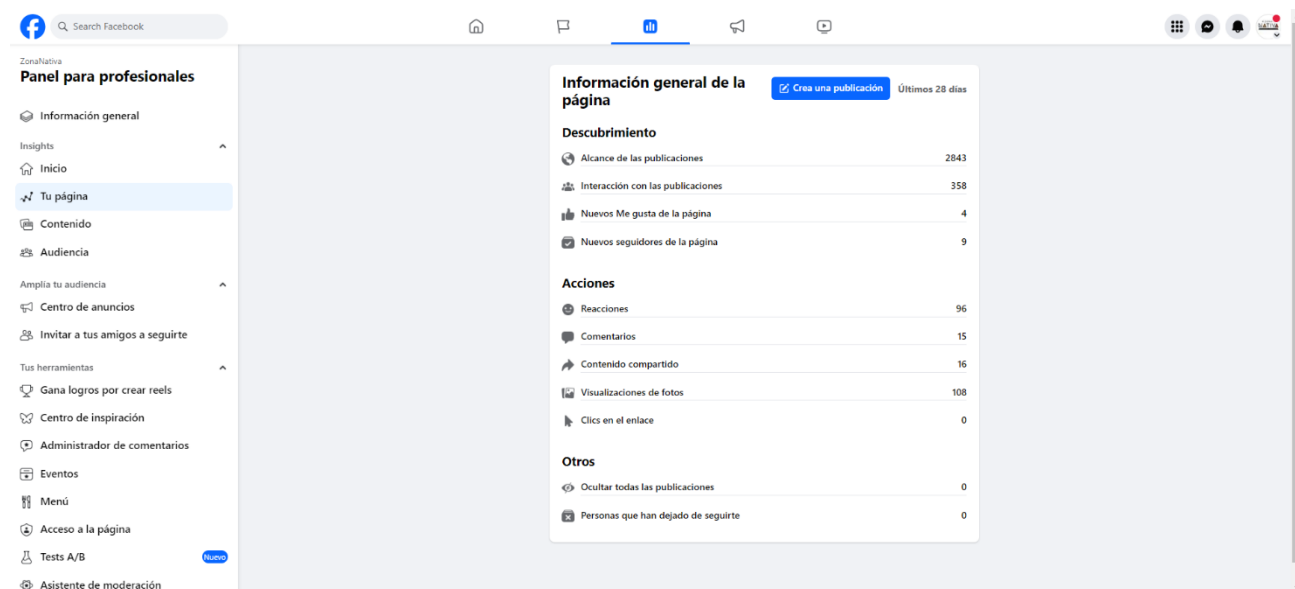 Search Facebook
ZonaNativa
Panel para profesionales
Información general
Insights
Inicio
Tu página
Contenido
Audiencia
Amplía tu audiencia
Centro de anuncios
Invitar a tus amigos a seguirte
Tus herramientas
Gana logros por crear reels
Centro de inspiración
Administrador de comentarios
Eventos
Menú
Acceso a la página
Tests A/B Nuevo
Asistente de moderación
Información general de la
página
Crea una publicación
Últimos 28 días
Descubrimiento
Alcance de las publicaciones 2843
Interacción con las publicaciones 358
Nuevos Me gusta de la página 4
Nuevos seguidores de la página 9
Acciones
Reacciones 96
Comentarios 15
Contenido compartido 16
Visualizaciones de fotos 108
Clics en el enlace 0
Otros
Ocultar todas las publicaciones 0
Personas que han dejado de seguirte 0